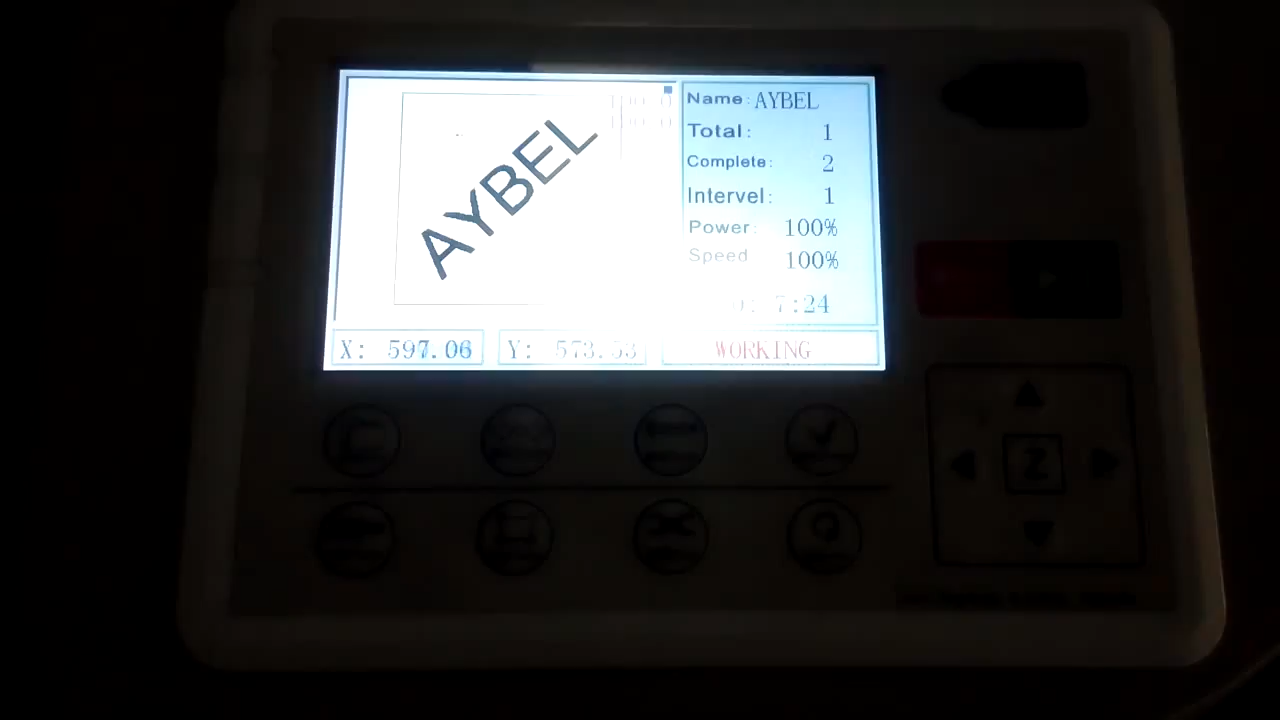 AYBEL
Name: AYBEL
Total: 1
Complete: 2
Intervel: 1
Power: 100%
Speed 100%
7:24
X: 597.06
Y: 573.53
WORKING
Z